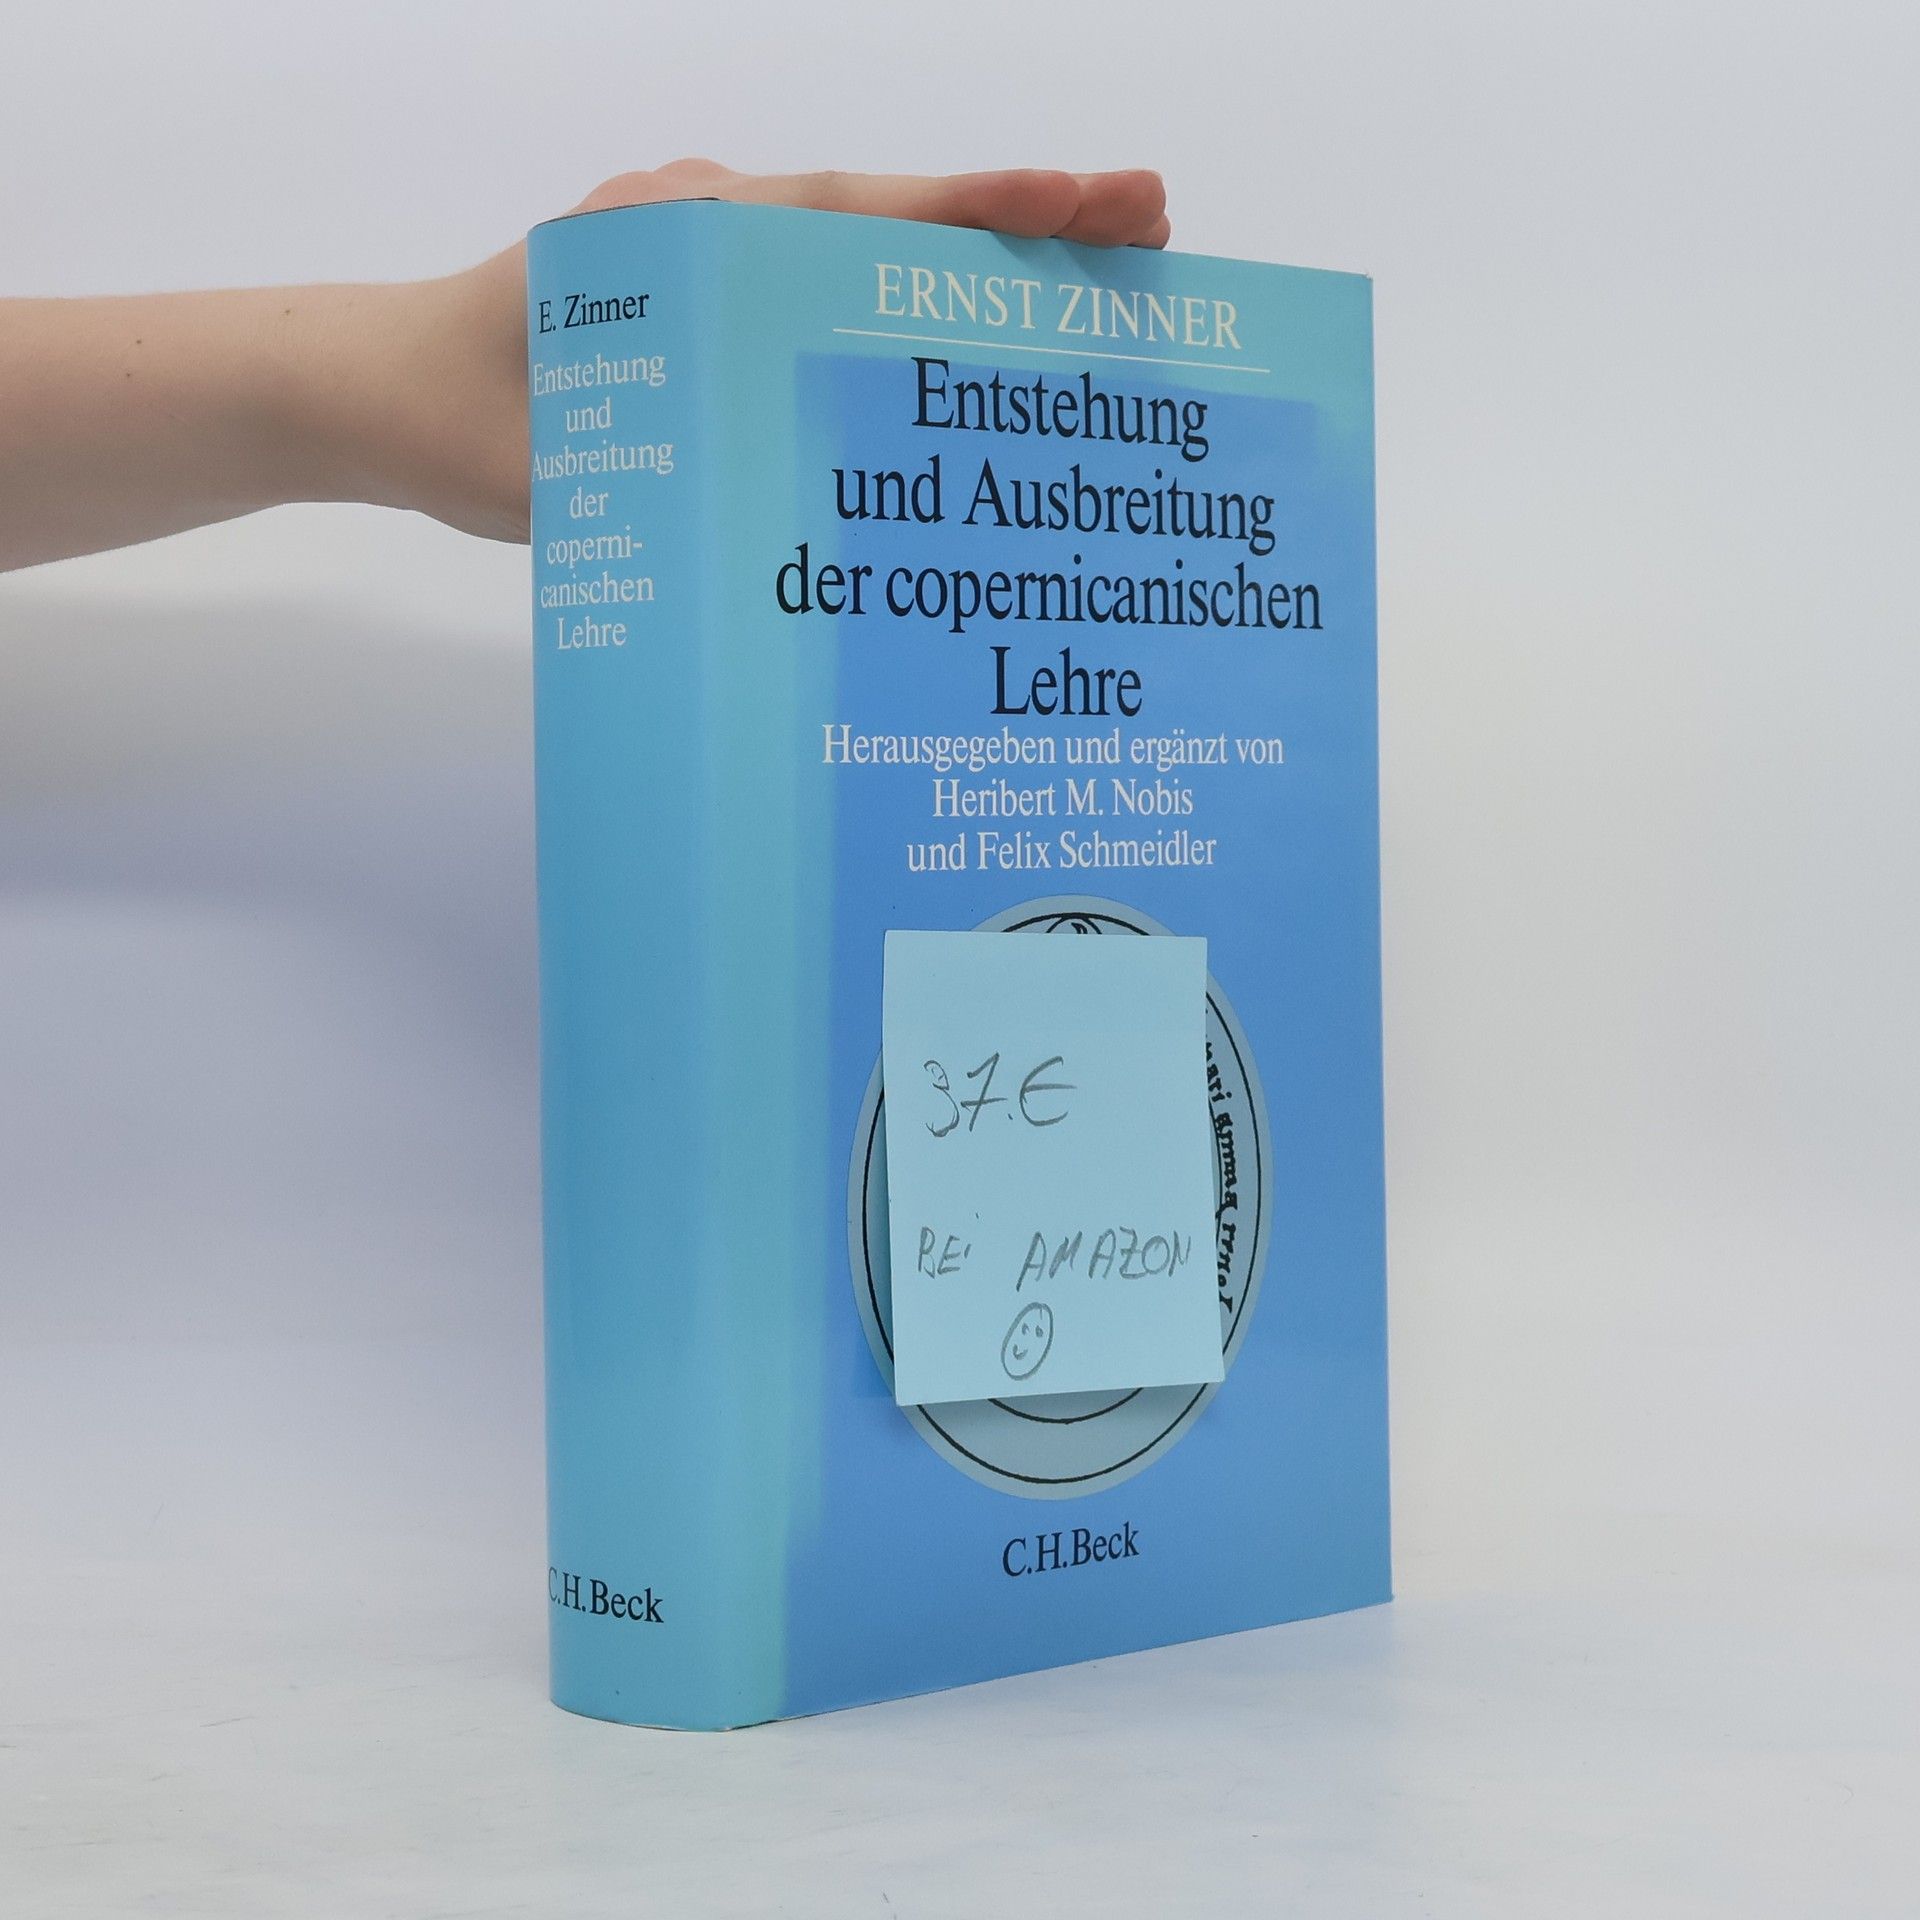 E. Zinner
Entstehung
und
Ausbreitung
der
coperni-
canischen
Lehre
C.H.Beck
ERNST ZINNER
Entstehung
und Ausbreitung
der copernicanischen
Lehre
Herausgegeben und ergänzt von
Heribert M. Nobis
und Felix Schmeidler
37.€
BEi AMAZON
C.H.Beck